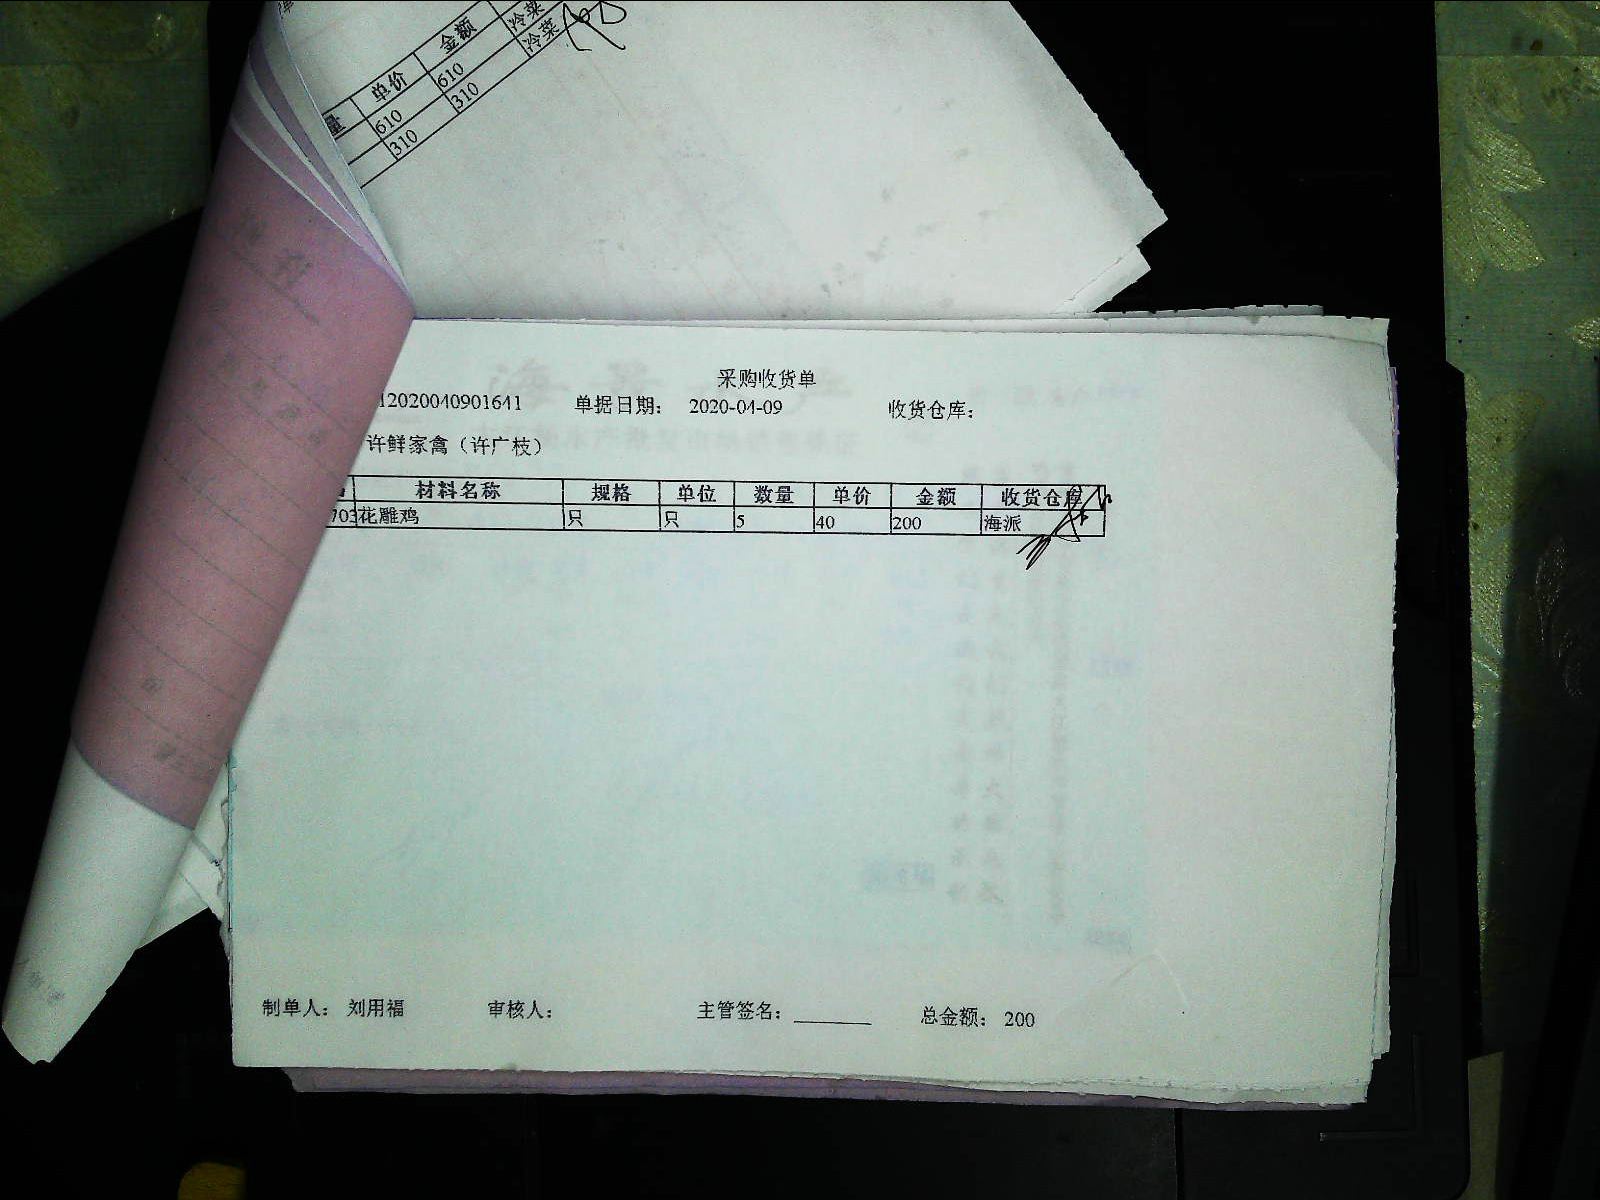 单价 金额 冷菜
量 610 610 冷菜
310 310
采购收货单
12020040901641 单据日期： 2020-04-09 收货仓库：
许鲜家禽（许广枝）
材料名称 规格 单位 数量 单价 金额 收货仓库
703 花雕鸡 只 只 5 40 200 海派
制单人： 刘用福 审核人： 主管签名： 总金额： 200